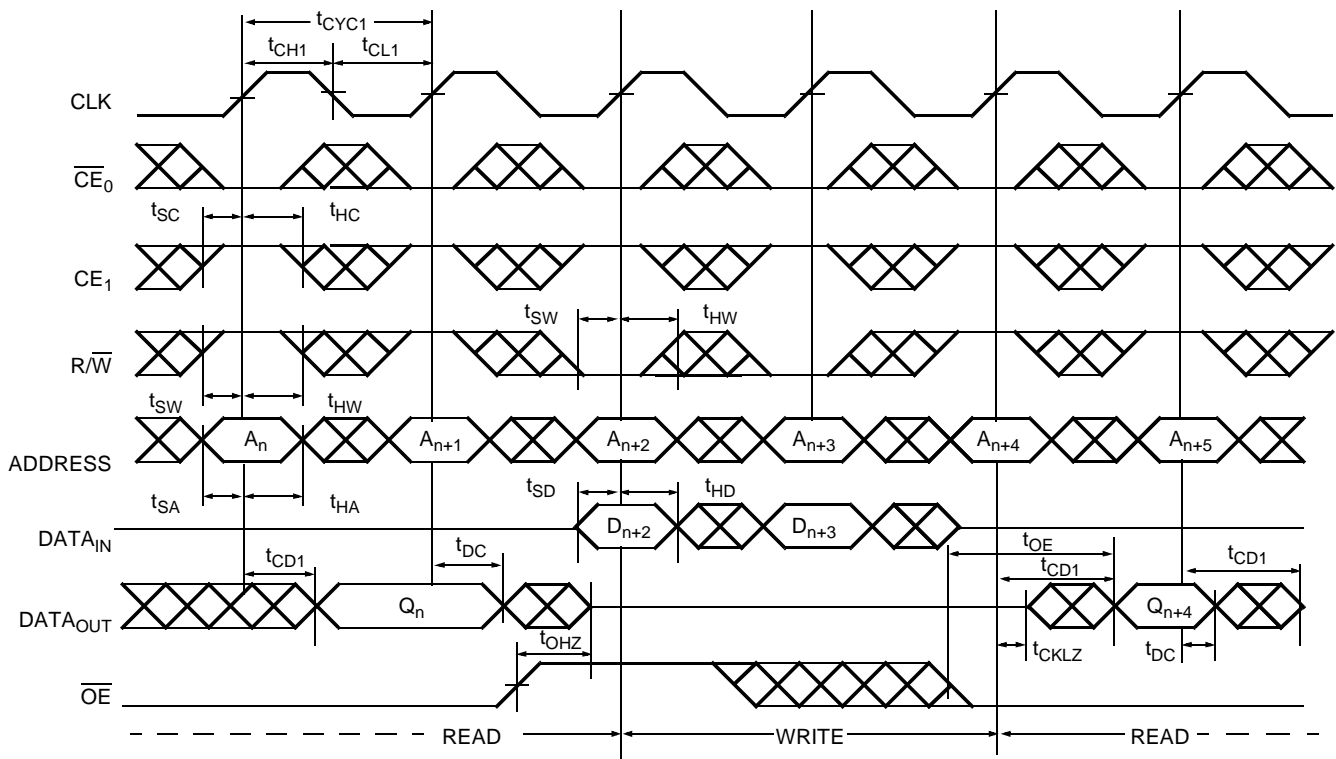 tCYC1
tCH1 tCL1
CLK
CE0
tSC tHC
CE1
tSW tHW
R/W
tSW tHW
An An+1 An+2 An+3 An+4 An+5
ADDRESS
tSA tHA tSD tHD
Dn+2 Dn+3
DATAIN
tOE
tCD1 tDC tCD1 tCD1
Qn Qn+4
DATAOUT
tOHZ tCKLZ tDC
OE
READ WRITE READ